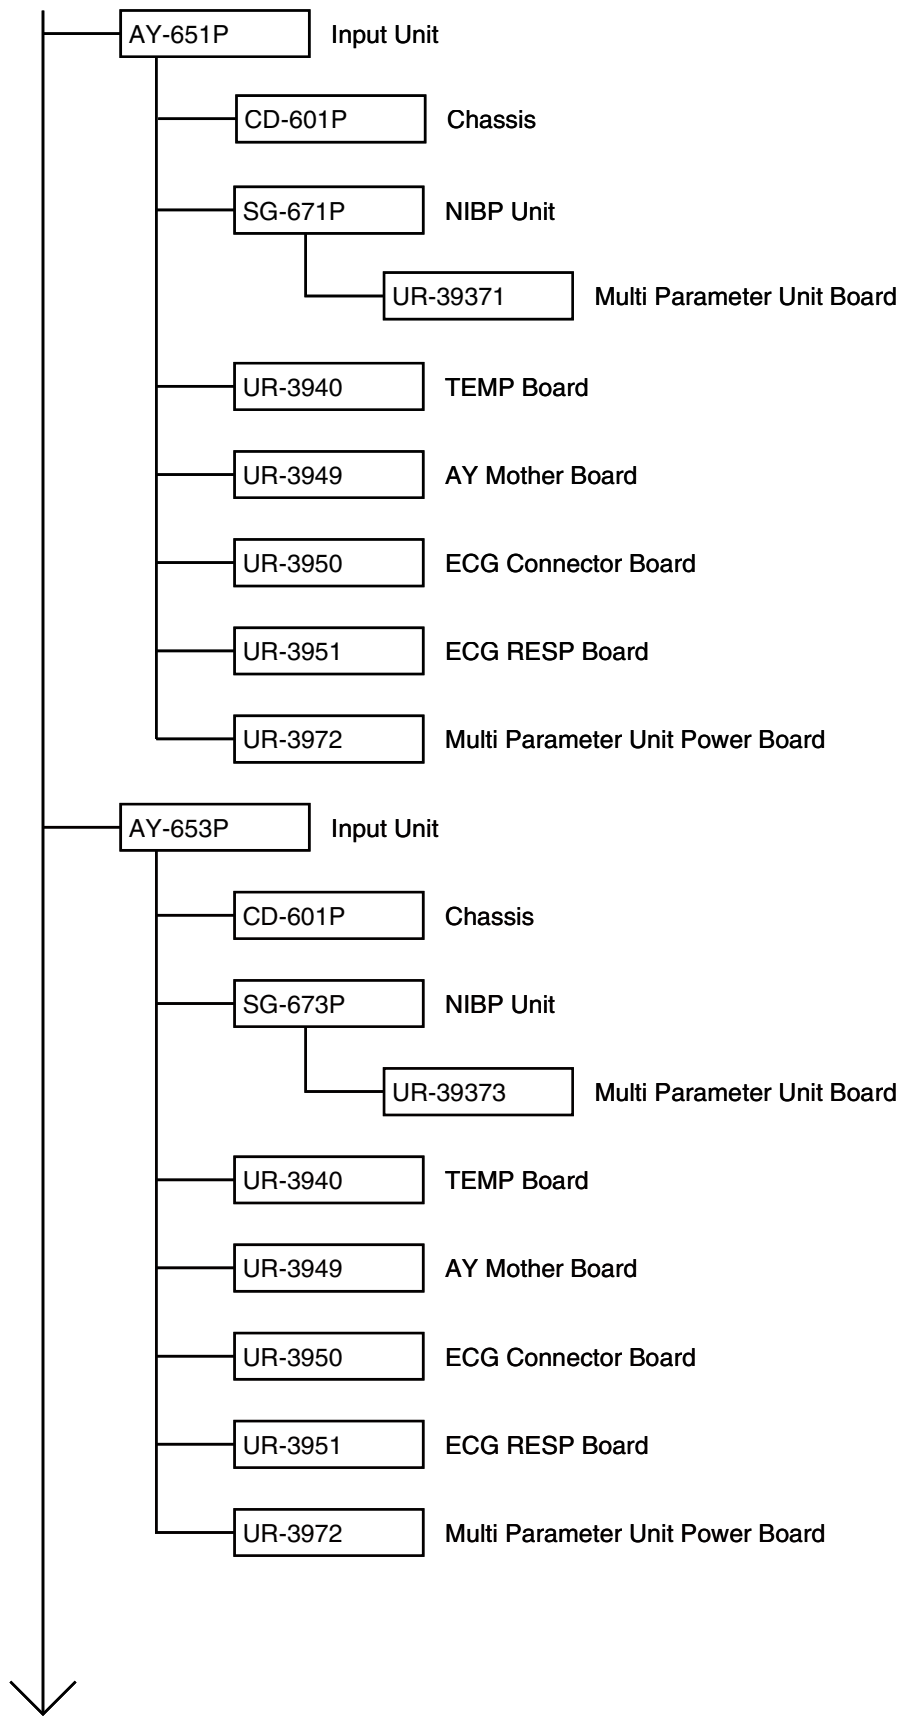 AY-651P Input Unit
CD-601P Chassis
SG-671P NIBP Unit
UR-39371 Multi Parameter Unit Board
UR-3940 TEMP Board
UR-3949 AY Mother Board
UR-3950 ECG Connector Board
UR-3951 ECG RESP Board
UR-3972 Multi Parameter Unit Power Board
AY-653P Input Unit
CD-601P Chassis
SG-673P NIBP Unit
UR-39373 Multi Parameter Unit Board
UR-3940 TEMP Board
UR-3949 AY Mother Board
UR-3950 ECG Connector Board
UR-3951 ECG RESP Board
UR-3972 Multi Parameter Unit Power Board